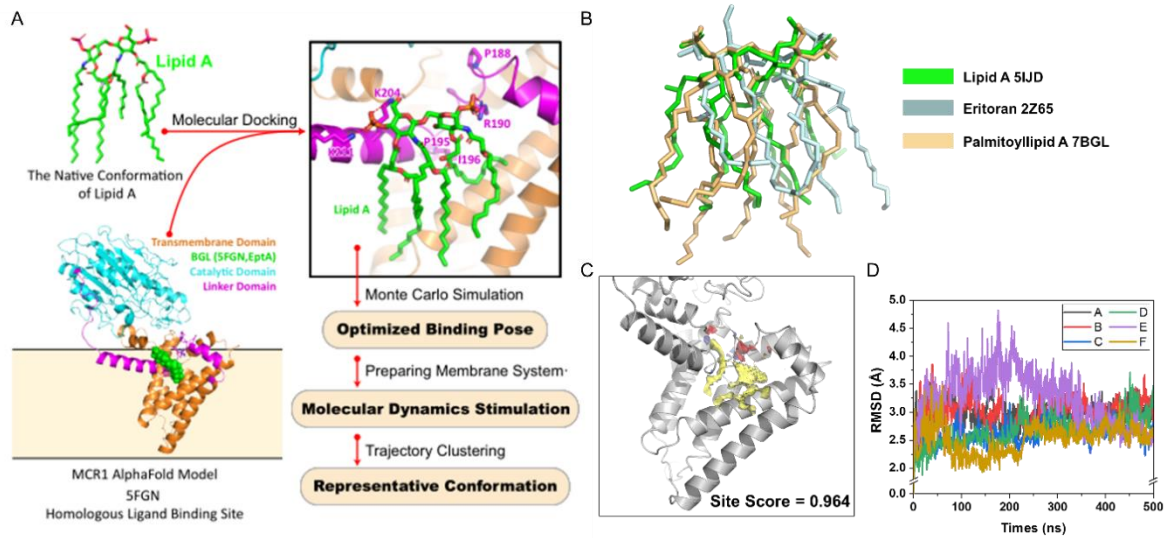 A
Lipid A
The Native Conformation
of Lipid A
Molecular Docking
Transmembrane Domain
BGL (5FGN,EptA)
Catalytic Domain
Linker Domain
MCR1 AlphaFold Model
5FGN
Homologous Ligand Binding Site
P188
K204
R190
P195
I196
Lipid A
Monte Carlo Simulation
Optimized Binding Pose
Preparing Membrane System·
Molecular Dynamics Stimulation
Trajectory Clustering
Representative Conformation
B
Lipid A 5IJD
Eritoran 2Z65
Palmitoyllipid A 7BGL
C
Site Score = 0.964
D
RMSD (Å)
5.0
4.5
4.0
3.5
3.0
2.5
2.0
0.0
A D
B E
C F
0 100 200 300 400 500
Times (ns)